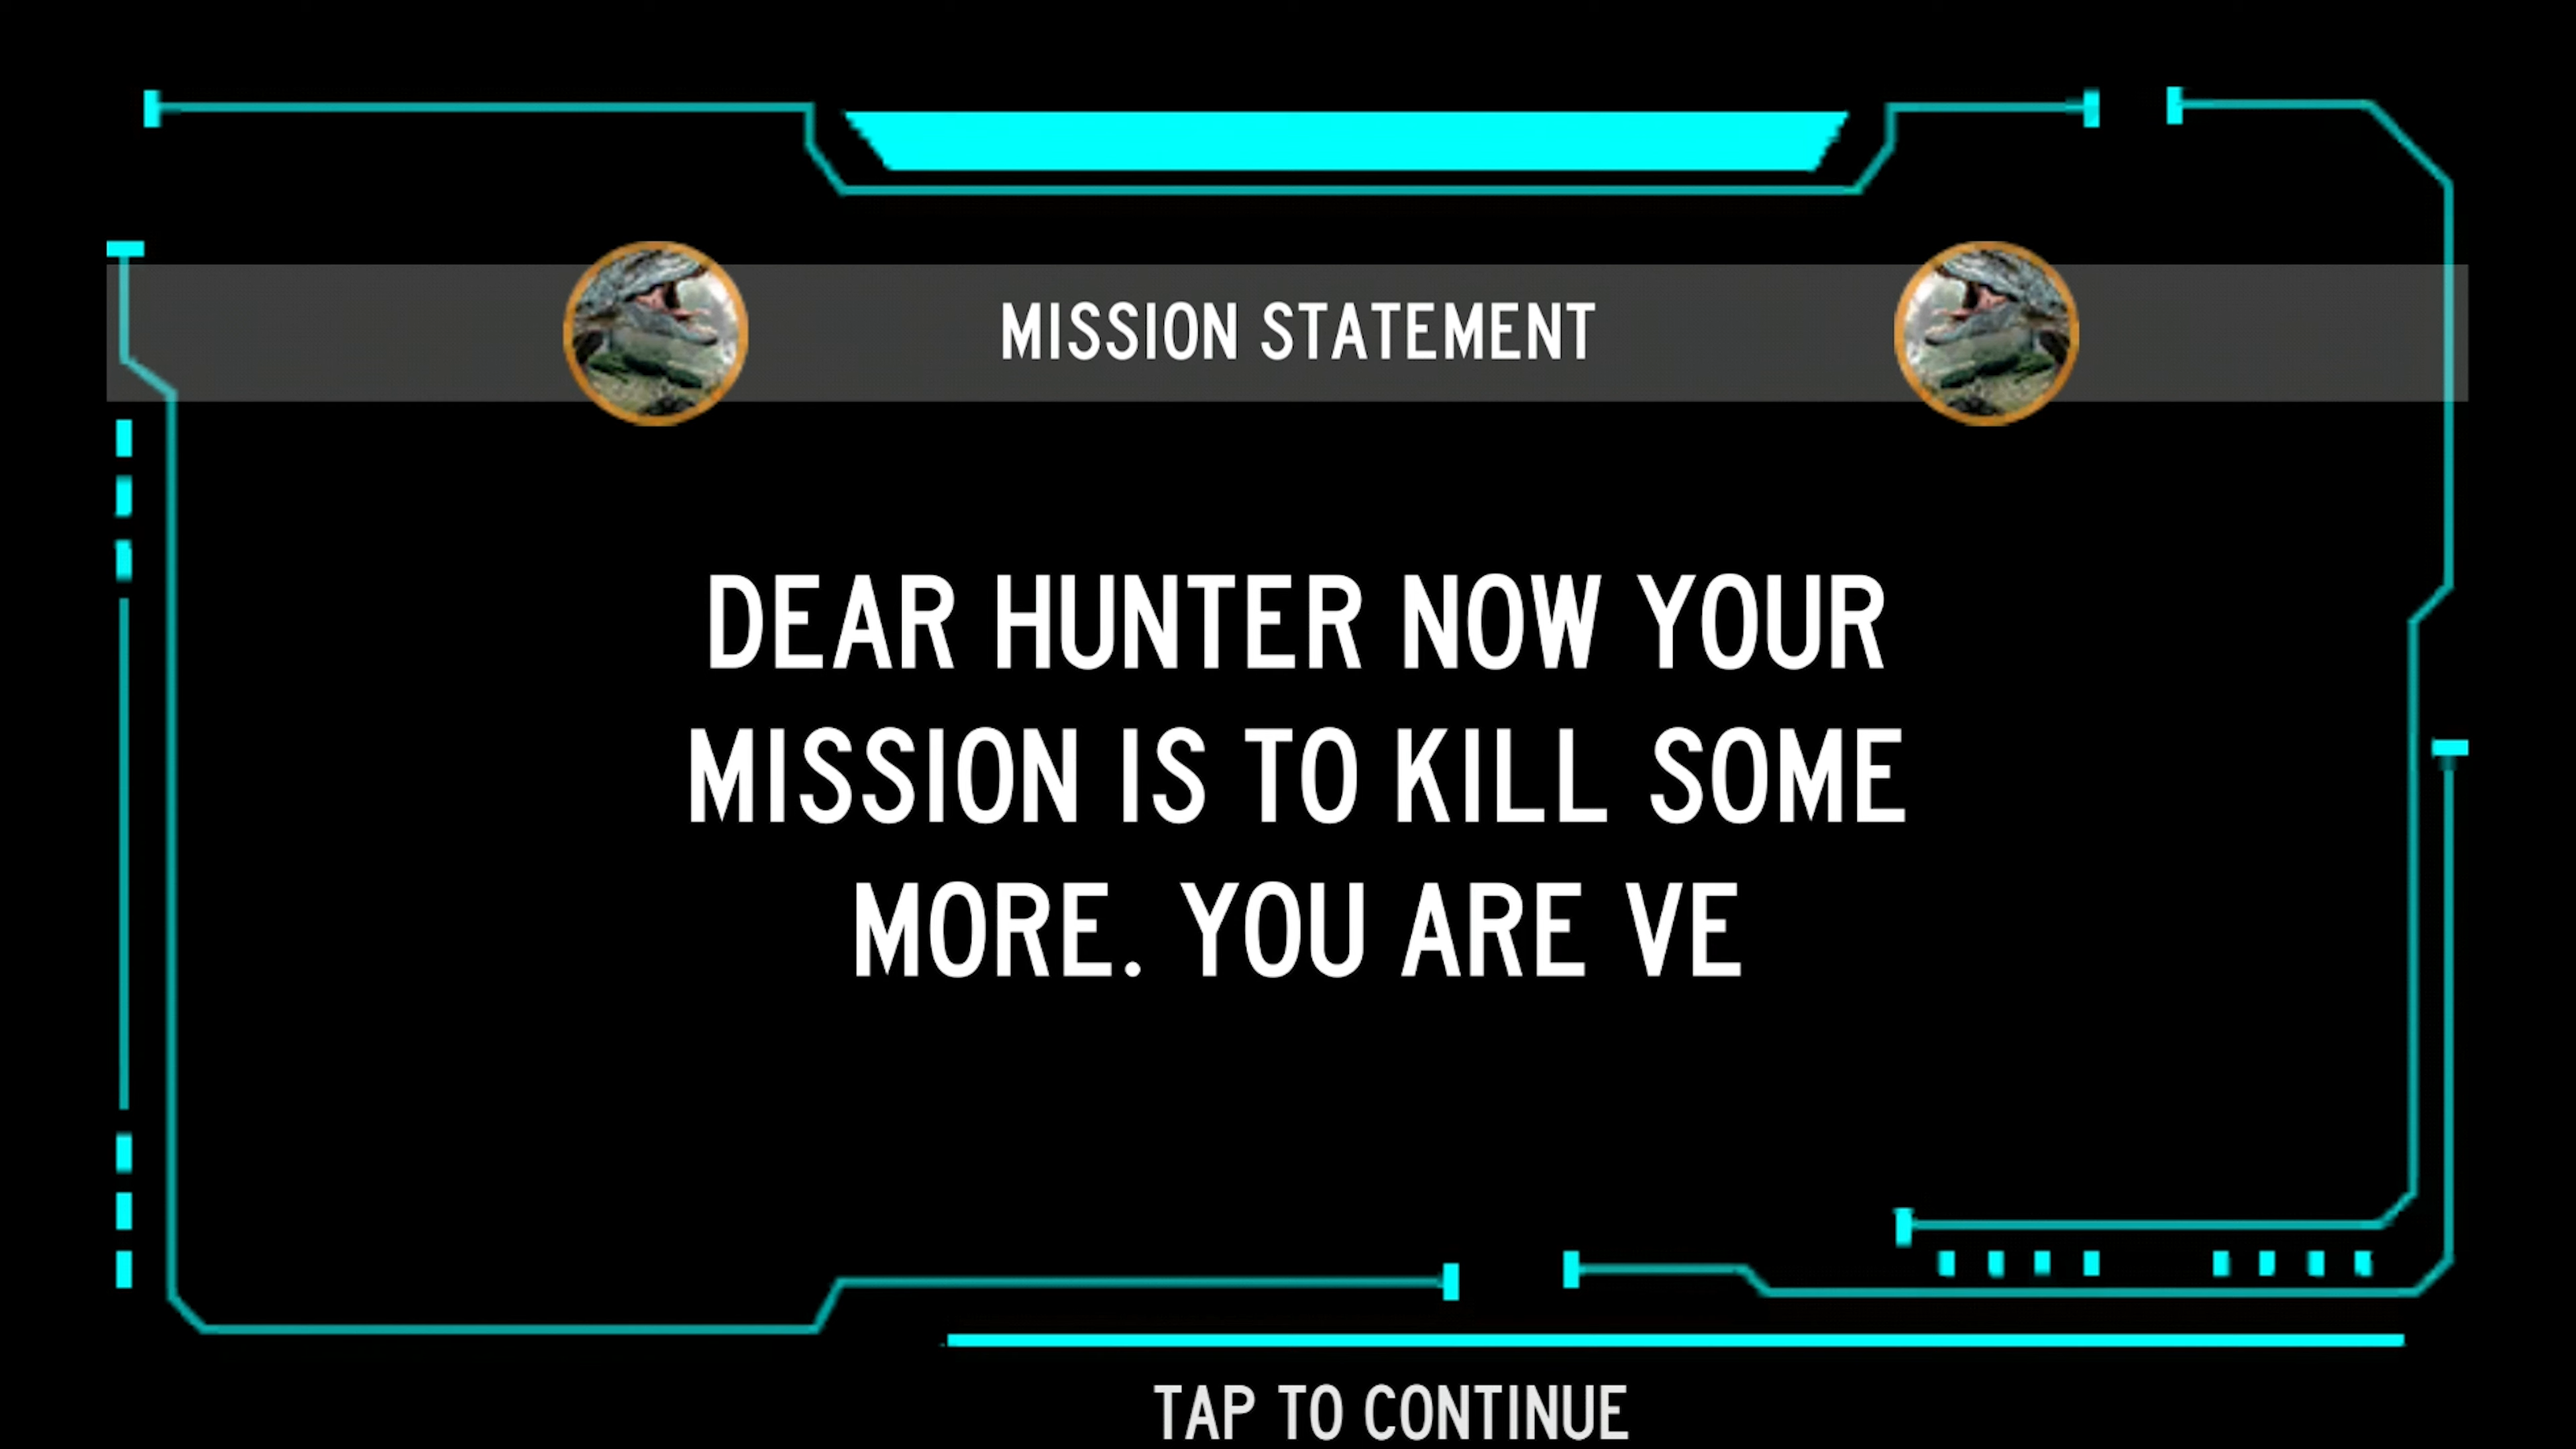 MISSION STATEMENT
DEAR HUNTER NOW YOUR
MISSION IS TO KILL SOME
MORE. YOU ARE VE
TAP TO CONTINUE